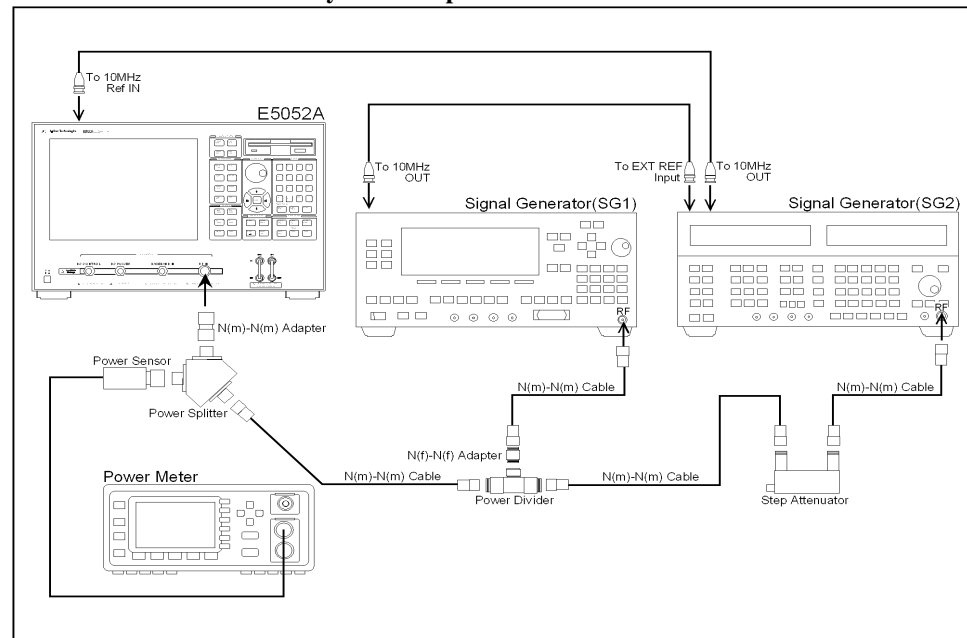 To 10MHz
Ref IN
E5052A
To 10MHz
OUT
To EXT REF
Input
To 10MHz
OUT
Signal Generator(SG1)
Signal Generator(SG2)
RF
RF
N(m)-N(m) Adapter
Power Sensor
Power Splitter
N(m)-N(m) Cable
N(m)-N(m) Cable
N(f)-N(f) Adapter
N(m)-N(m) Cable
N(m)-N(m) Cable
Power Divider
Step Attenuator
Power Meter